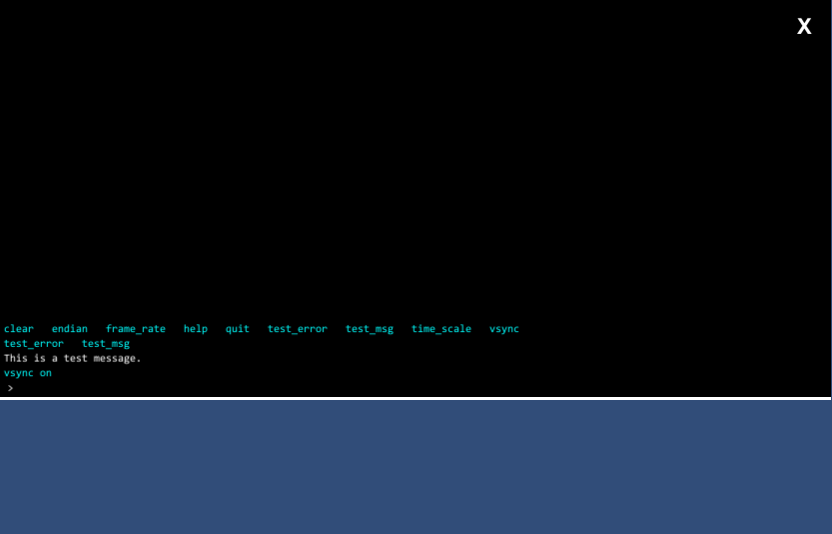 X
clear endian frame_rate help quit test_error test_msg time_scale vsync
test_error test_msg
This is a test message.
vsync on
>